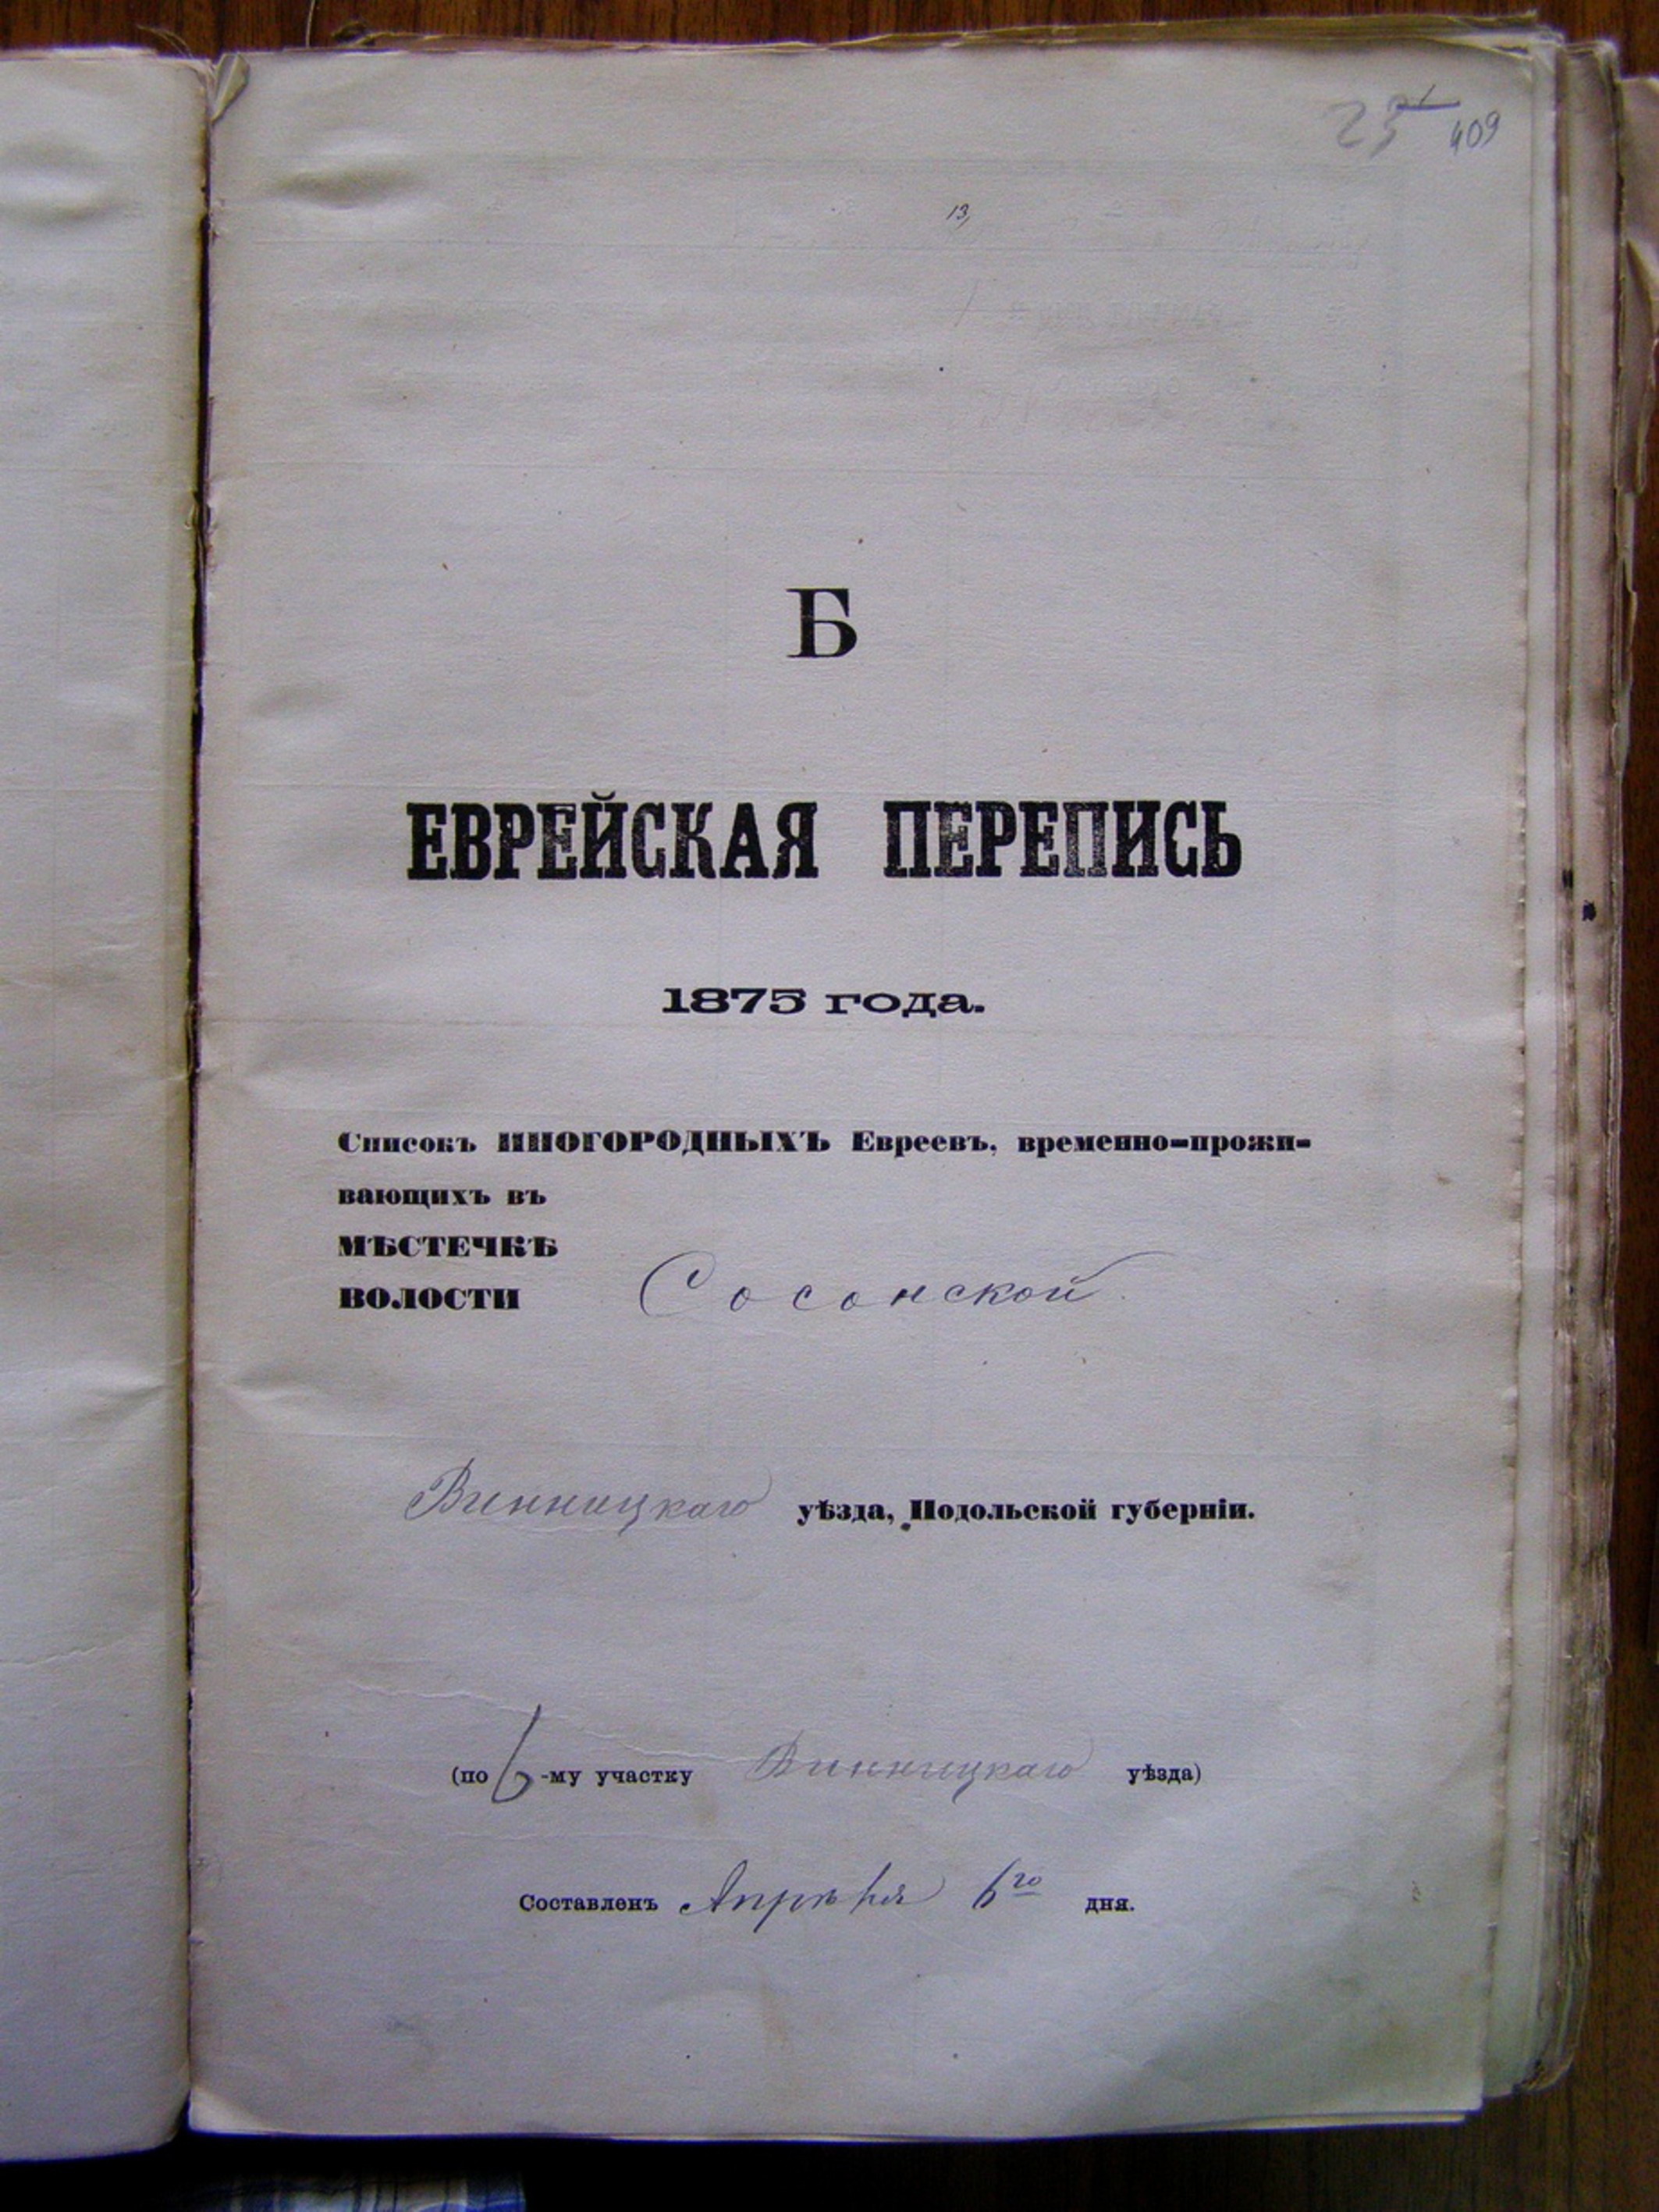 409
13,
Б
ЕВРЕЙСКАЯ ПЕРЕПИСЬ
1875 года.
Списокъ ИНОГОРОДНЫХЪ Евреевъ, временно-прожи-
вающихъ въ
МѢСТЕЧКѢ
ВОЛОСТИ Сосонской
Винницкаго уѣзда, Подольской губерніи.
(по 6-му участку Винницкаго уѣзда)
Составленъ Апрѣля 6го дня.